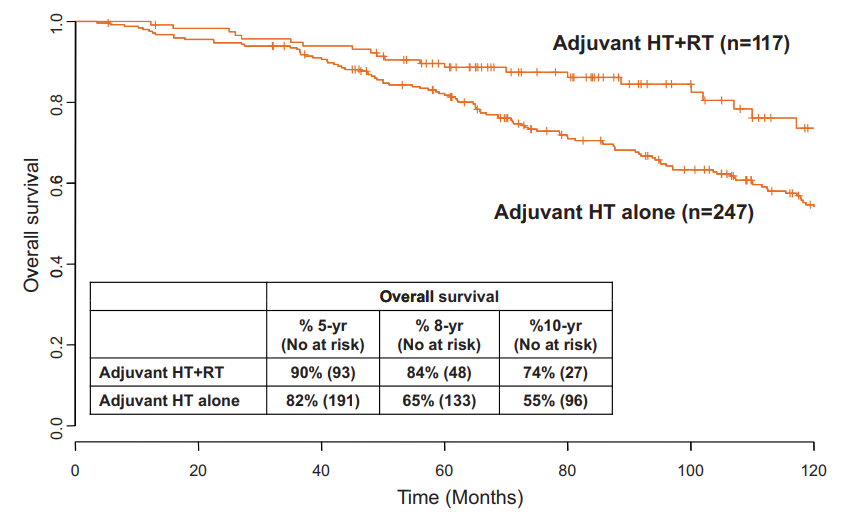 Adjuvant HT+RT (n=117)
Adjuvant HT alone (n=247)
Overall survival
1.0
0.8
0.6
0.4
0.2
0.0
Overall survival
% 5-yr (No at risk)
% 8-yr (No at risk)
%10-yr (No at risk)
Adjuvant HT+RT 90% (93) 84% (48) 74% (27)
Adjuvant HT alone 82% (191) 65% (133) 55% (96)
0 20 40 60 80 100 120
Time (Months)